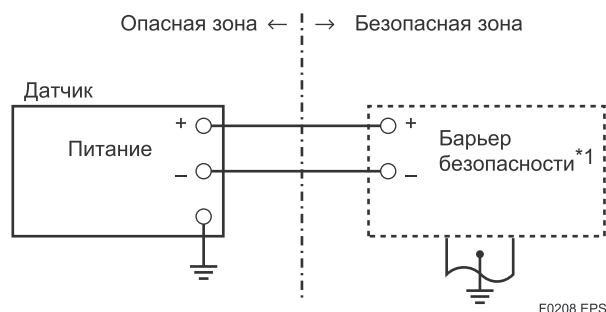 Опасная зона ← → Безопасная зона
Датчик
Питание
+
−
+
−
Барьер
безопасности*1
F0208.EPS